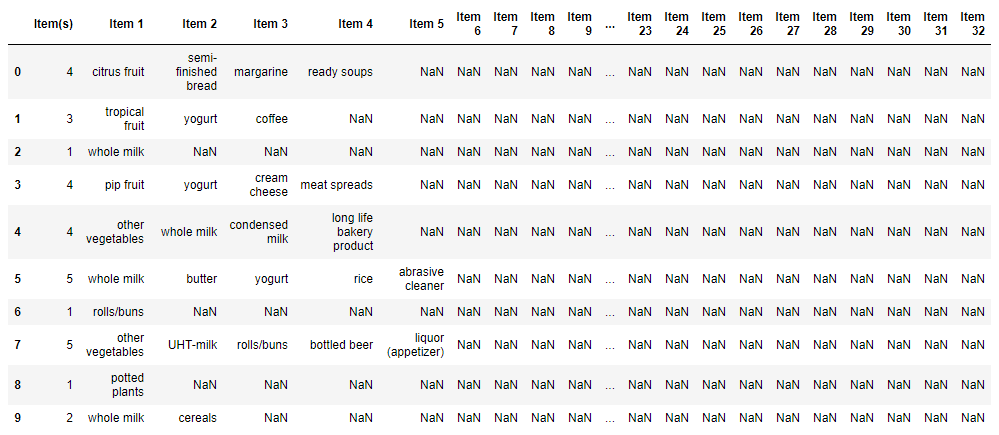 Item(s) Item 1 Item 2 Item 3 Item 4 Item 5 Item 6 Item 7 Item 8 Item 9 ... Item 23 Item 24 Item 25 Item 26 Item 27 Item 28 Item 29 Item 30 Item 31 Item 32
0 4 citrus fruit semi-finished bread margarine ready soups NaN NaN NaN NaN NaN ... NaN NaN NaN NaN NaN NaN NaN NaN NaN NaN
1 3 tropical fruit yogurt coffee NaN NaN NaN NaN NaN NaN ... NaN NaN NaN NaN NaN NaN NaN NaN NaN NaN
2 1 whole milk NaN NaN NaN NaN NaN NaN NaN NaN ... NaN NaN NaN NaN NaN NaN NaN NaN NaN NaN
3 4 pip fruit yogurt cream cheese meat spreads NaN NaN NaN NaN NaN ... NaN NaN NaN NaN NaN NaN NaN NaN NaN NaN
4 4 other vegetables whole milk condensed milk long life bakery product NaN NaN NaN NaN NaN ... NaN NaN NaN NaN NaN NaN NaN NaN NaN NaN
5 5 whole milk butter yogurt rice abrasive cleaner NaN NaN NaN NaN ... NaN NaN NaN NaN NaN NaN NaN NaN NaN NaN
6 1 rolls/buns NaN NaN NaN NaN NaN NaN NaN NaN ... NaN NaN NaN NaN NaN NaN NaN NaN NaN NaN
7 5 other vegetables UHT-milk rolls/buns bottled beer liquor (appetizer) NaN NaN NaN NaN ... NaN NaN NaN NaN NaN NaN NaN NaN NaN NaN
8 1 potted plants NaN NaN NaN NaN NaN NaN NaN NaN ... NaN NaN NaN NaN NaN NaN NaN NaN NaN NaN
9 2 whole milk cereals NaN NaN NaN NaN NaN NaN NaN ... NaN NaN NaN NaN NaN NaN NaN NaN NaN NaN